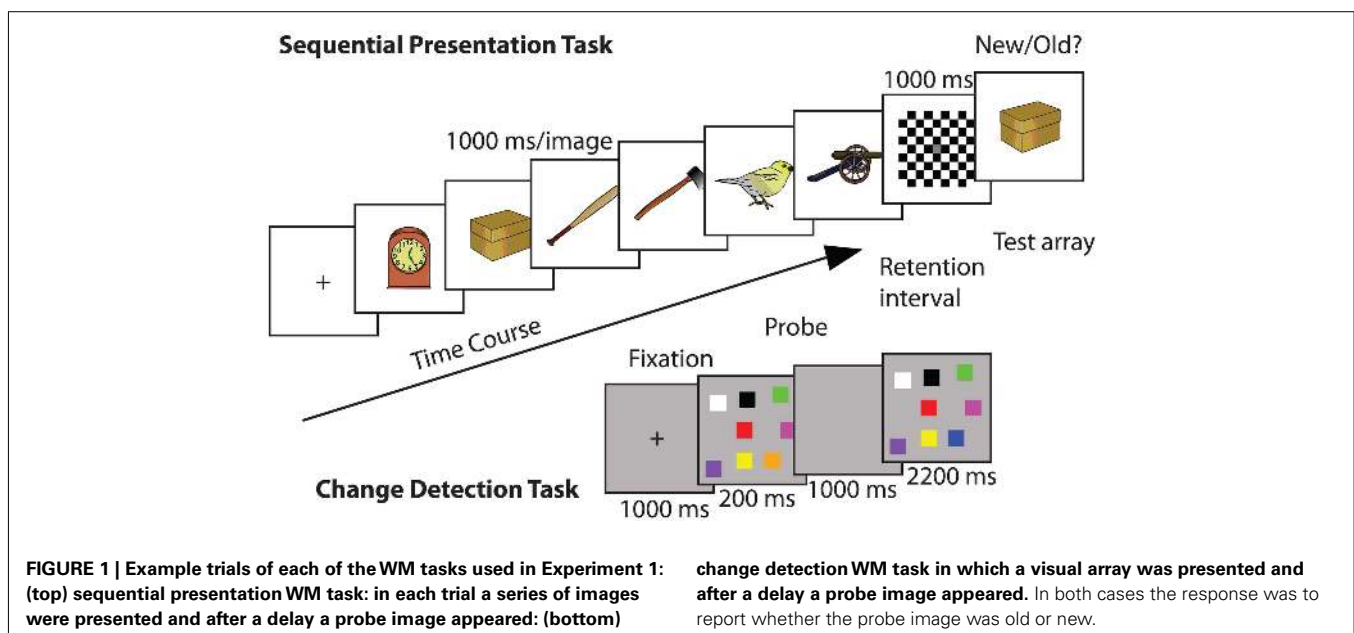 Sequential Presentation Task
New/Old?
1000 ms
1000 ms/image
Test array
Retention
interval
Time Course
Probe
Fixation
Change Detection Task
1000 ms
200 ms
1000 ms
2200 ms
FIGURE 1 | Example trials of each of the WM tasks used in Experiment 1:
(top) sequential presentation WM task: in each trial a series of images
were presented and after a delay a probe image appeared: (bottom)
change detection WM task in which a visual array was presented and
after a delay a probe image appeared. In both cases the response was to
report whether the probe image was old or new.